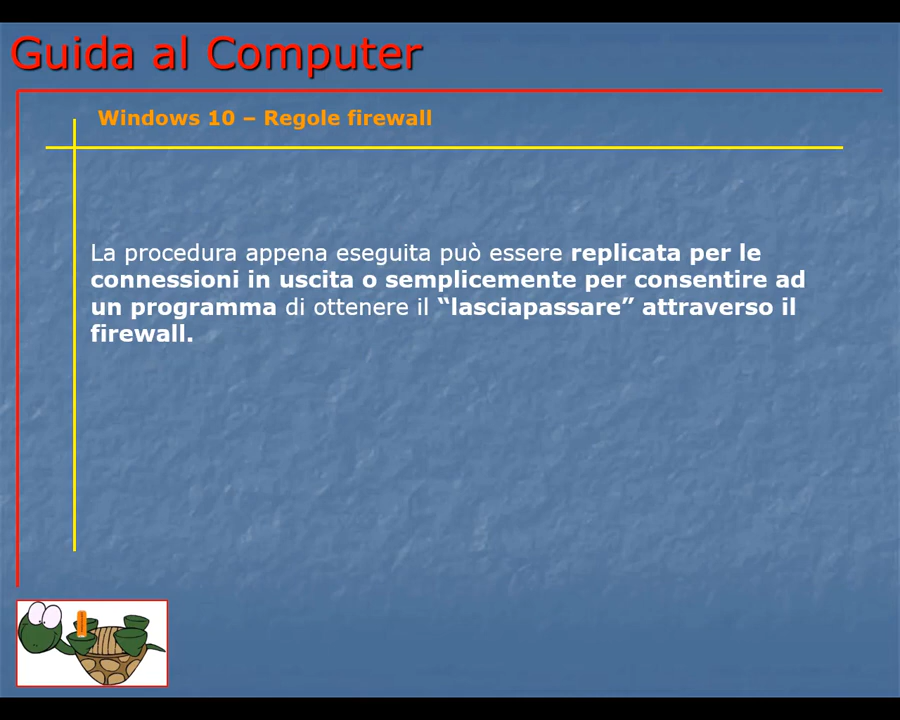 Guida al Computer
Windows 10 – Regole firewall
La procedura appena eseguita può essere replicata per le
connessioni in uscita o semplicemente per consentire ad
un programma di ottenere il “lasciapassare” attraverso il
firewall.